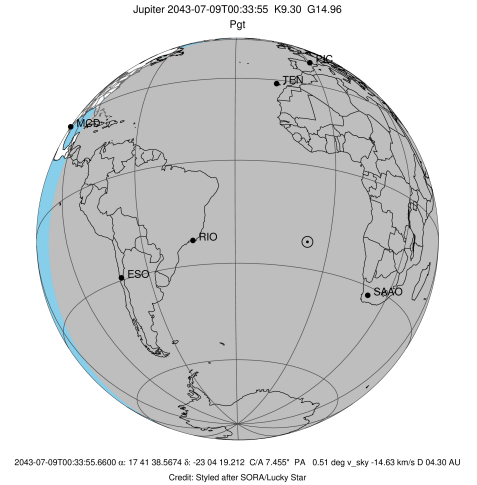 Jupiter 2043-07-09T00:33:55 K9.30 G14.96
Pgt
PIC
TEN
MCD
RIO
ESO
SAAO
2043-07-09T00:33:55.6600 α: 17 41 38.5674 δ: -23 04 19.212 C/A 7.455" PA 0.51 deg v_sky -14.63 km/s D 04.30 AU
Credit: Styled after SORA/Lucky Star